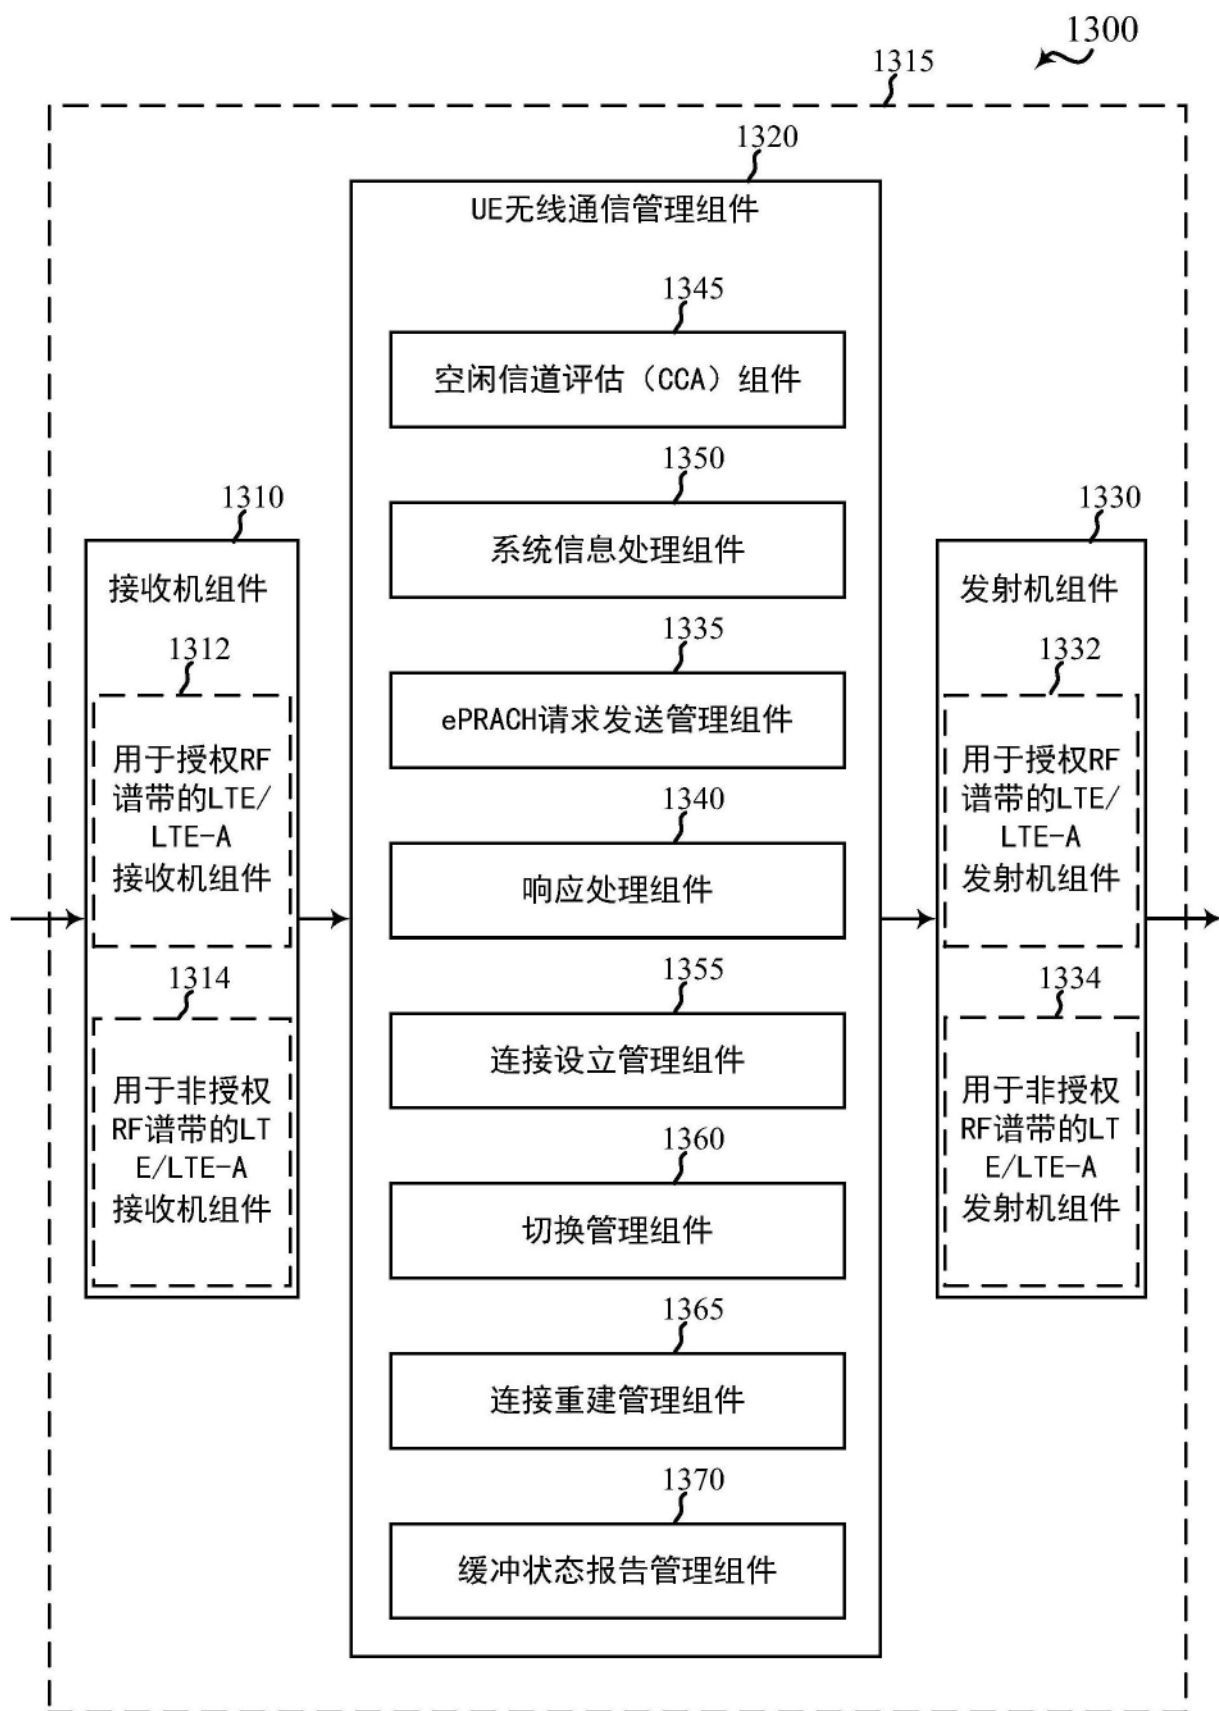 1300
1315
1320
UE无线通信管理组件
1345
空闲信道评估（CCA）组件
1350
系统信息处理组件
1335
ePRACH请求发送管理组件
1340
响应处理组件
1355
连接设立管理组件
1360
切换管理组件
1365
连接重建管理组件
1370
缓冲状态报告管理组件
1310
接收机组件
1312
用于授权RF
谱带的LTE/
LTE-A
接收机组件
1314
用于非授权
RF谱带的LT
E/LTE-A
接收机组件
1330
发射机组件
1332
用于授权RF
谱带的LTE/
LTE-A
发射机组件
1334
用于非授权
RF谱带的LT
E/LTE-A
发射机组件